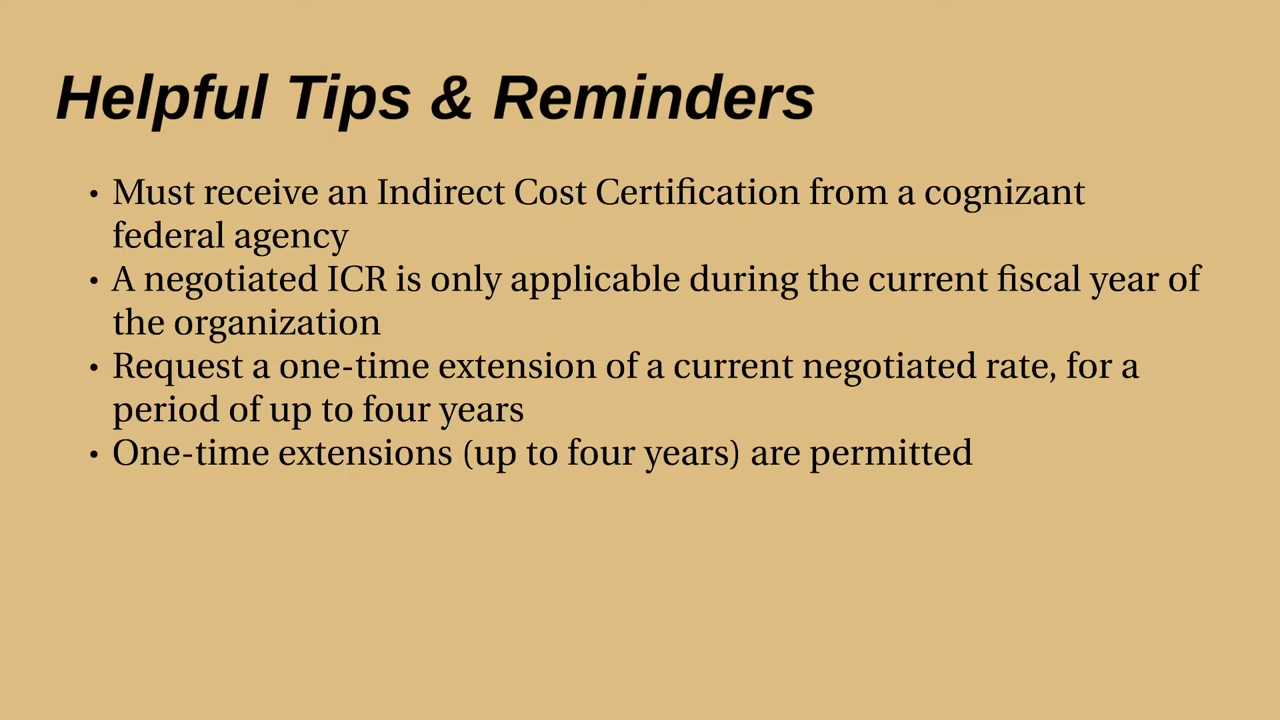 Helpful Tips & Reminders
• Must receive an Indirect Cost Certification from a cognizant
federal agency
• A negotiated ICR is only applicable during the current fiscal year of
the organization
• Request a one-time extension of a current negotiated rate, for a
period of up to four years
• One-time extensions (up to four years) are permitted